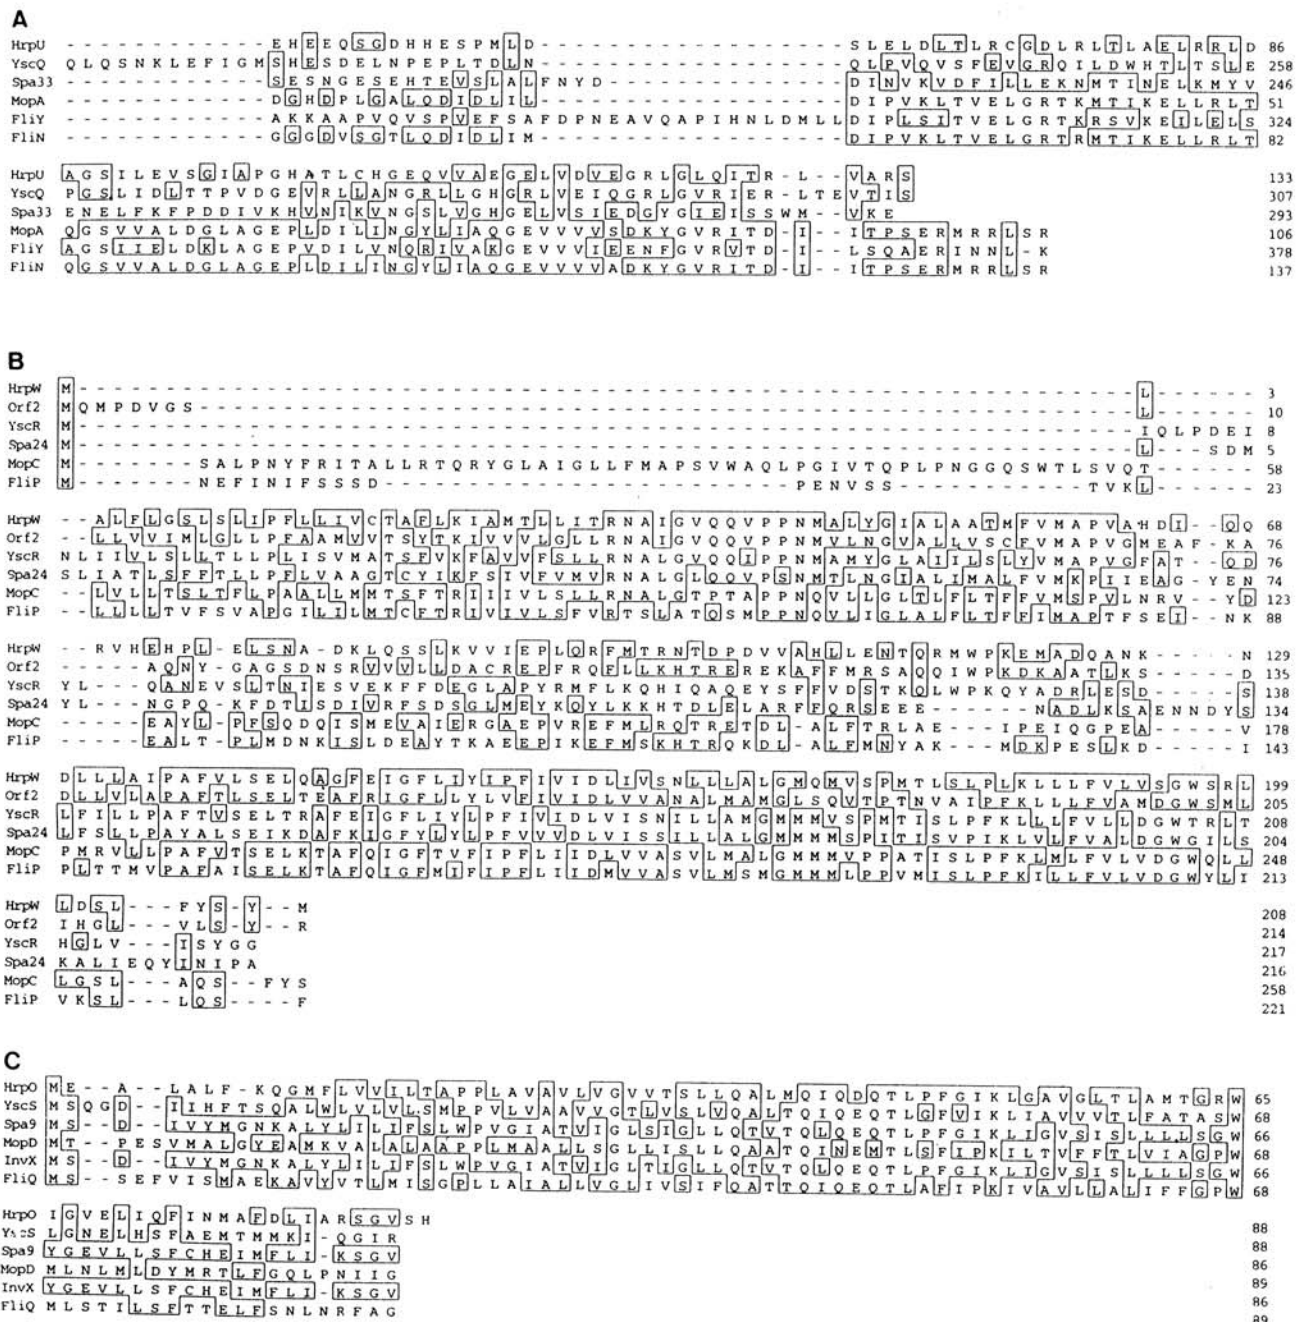 A
HrpU - - - - - - - - - - - - E H E E Q S G D H H E S P M L D - - - - - - - - - - - - - - - - - - S L E L D L T L R C G D L R L T L A E L R R L D 86
YscQ Q L Q S N K L E F I G M S H E S D E L N P E P L T D L N - - - - - - - - - - - - - - - - - - Q L P V Q V S F E V G R Q I L D W H T L T S L E 258
Spa33 - - - - - - - - - - - - S E S N G E S E H T E V S L A L F N Y D - - - - - - - - - - - - - - D I N V K V D F I L L E K N M T I N E L K M Y V 246
MopA - - - - - - - - - - - - D G H D P L G A L Q D I D L I L - - - - - - - - - - - - - - - - - - D I P V K L T V E L G R T K M T I K E L L R L T 51
FliY - - - - - - - - - - - - A K K A A P V Q V S P V E F S A F D P N E A V Q A P I H N L D M L L D I P L S I T V E L G R T K R S V K E I L E L S 324
FliN - - - - - - - - - - - - G G G D V S G T L Q D I D L I M - - - - - - - - - - - - - - - - - - D I P V K L T V E L G R T R M T I K E L L R L T 82
HrpU A G S I L E V S G I A P G H A T L C H G E Q V V A E G E L V D V E G R L G L Q I T R - L - - V A R S 133
YscQ P G S L I D L T T P V D G E V R L L A N G R L L G H G R L V E I Q G R L G V R I E R - L T E V T I S 307
Spa33 E N E L F K F P D D I V K H V N I K V N G S L V G H G E L V S I E D G Y G I E I S S W M - - V K E 293
MopA Q G S V V A L D G L A G E P L D I L I N G Y L I A Q G E V V V V S D K Y G V R I T D - I - - I T P S E R M R R L S R 106
FliY A G S I I E L D K L A G E P V D I L V N Q R I V A K G E V V V I E E N F G V R V T D - I - - L S Q A E R I N N L - K 378
FliN Q G S V V A L D G L A G E P L D I L I N G Y L I A Q G E V V V V A D K Y G V R I T D - I - - I T P S E R M R R L S R 137
B
HrpW M - - - - - - - - - - - - - - - - - - - - - - - - - - - - - - - - - - - - - - - - - - - - - - - - - - - - - - - - - - - - - - - L - - - - - - 3
Orf2 M Q M P D V G S - - - - - - - - - - - - - - - - - - - - - - - - - - - - - - - - - - - - - - - - - - - - - - - - - - - - - - - - L - - - - - - 10
YscR M - - - - - - - - - - - - - - - - - - - - - - - - - - - - - - - - - - - - - - - - - - - - - - - - - - - - - - - - - - - - - - - I Q L P D E I 8
Spa24 M - - - - - - - - - - - - - - - - - - - - - - - - - - - - - - - - - - - - - - - - - - - - - - - - - - - - - - - - - - - - - - - L - - - S D M 5
MopC M - - - - - - - S A L P N Y F R I T A L L R T Q R Y G L A I G L L F M A P S V W A Q L P G I V T Q P L P N G G Q S W T L S V Q T - - - - - - 58
FliP M - - - - - - - N E F I N I F S S S D - - - - - - - - - - - - - - - - - - - - - - - - - P E N V S S - - - - - - - - - - - T V K L - - - - - - 23
HrpW - - A L F L G S L S L I P F L L I V C T A F L K I A M T L L I T R N A I G V Q Q V P P N M A L Y G I A L A A T M F V M A P V A H D I - - Q Q 68
Orf2 - - L L V V I M L G L L P F A A M V V T S Y T K I V V V L G L L R N A I G V Q Q V P P N M V L N G V A L L V S C F V M A P V G M E A F - K A 76
YscR N L I I V L S L L T L L P L I S V M A T S F V K F A V V F S L L R N A L G V Q Q I P P N M A M Y G L A I I L S L Y V M A P V G F A T - - Q D 76
Spa24 S L I A T L S F F T L L P F L V A A G T C Y I K F S I V F V M V R N A L G L Q Q V P S N M T L N G I A L I M A L F V M K P I I E A G - Y E N 74
MopC - - L V L L T S L T F L P A A L L M M T S F T R I I I V L S L L R N A L G T P T A P P N Q V L L G L T L F L T F F V M S P V L N R V - - Y D 123
FliP - - L L L L T V F S V A P G I L I L M T C F T R I V I V L S F V R T S L A T Q S M P P N Q V L I G L A L F L T F F I M A P T F S E I - - N K 88
HrpW - - R V H E H P L - E L S N A - D K L Q S S L K V V I E P L Q R F M T R N T D P D V V A H L L E N T Q R M W P K E M A D Q A N K - - - - - N 129
Orf2 - - - - - A Q N Y - G A G S D N S R V V V L L D A C R E P F R Q F L L K H T R E R E K A F F M R S A Q Q I W P K D K A A T L K S - - - - - D 135
YscR Y L - - - Q A N E V S L T N I E S V E K F F D E G L A P Y R M F L K Q H I Q A Q E Y S F F V D S T K Q L W P K Q Y A D R L E S D - - - - - S 138
Spa24 Y L - - - N G P Q - K F D T I S D I V R F S D S G L M E Y K Q Y L K K H T D L E L A R F F Q R S E E E - - - - - - N A D L K S A E N N D Y S 134
MopC - - - - - E A Y L - P F S Q D Q I S M E V A I E R G A E P V R E F M L R Q T R E T D L - A L F T R L A E - - - I P E I Q G P E A - - - - - V 178
FliP - - - - - E A L T - P L M D N K I S L D E A Y T K A E E P I K E F M S K H T R Q K D L - A L F M N Y A K - - - M D K P E S L K D - - - - - I 143
HrpW D L L L A I P A F V L S E L Q A G F E I G F L I Y I P F I V I D L I V S N L L L A L G M Q M V S P M T L S L P L K L L L F V L V S G W S R L 199
Orf2 D L L V L A P A F T L S E L T E A F R I G F L L Y L V F I V I D L V V A N A L M A M G L S Q V T P T N V A I P F K L L L F V A M D G W S M L 205
YscR L F I L L P A F T V S E L T R A F E I G F L I Y L P F I V I D L V I S N I L L A M G M M M V S P M T I S L P F K L L L F V L L D G W T R L T 208
Spa24 L F S L L P A Y A L S E I K D A F K I G F Y L Y L P F V V V D L V I S S I L L A L G M M M M S P I T I S V P I K L V L F V A L D G W G I L S 204
MopC P M R V L L P A F V T S E L K T A F Q I G F T V F I P F L I I D L V V A S V L M A L G M M M V P P A T I S L P F K L M L F V L V D G W Q L L 248
FliP P L T T M V P A F A I S E L K T A F Q I G F M I F I P F L I I D M V V A S V L M S M G M M M L P P V M I S L P F K I L L F V L V D G W Y L I 213
HrpW L D S L - - - F Y S - Y - - M 208
Orf2 I H G L - - - V L S - Y - - R 214
YscR H G L V - - - I S Y G G 217
Spa24 K A L I E Q Y I N I P A 216
MopC L G S L - - - A Q S - - F Y S 258
FliP V K S L - - - L Q S - - - - F 221
C
HrpO M E - - A - - L A L F - K Q G M F L V V I L T A P P L A V A V L V G V V T S L L Q A L M Q I Q D Q T L P F G I K L G A V G L T L A M T G R W 65
YscS M S Q G D - - I I H F T S Q A L W L V L V L S M P P V L V A A V V G T L V S L V Q A L T Q I Q E Q T L G F V I K L I A V V V T L F A T A S W 68
Spa9 M S - - D - - I V Y M G N K A L Y L I L I F S L W P V G I A T V I G L S I G L L Q T V T Q L Q E Q T L P F G I K L I G V S I S L L L L S G W 66
MopD M T - - P E S V M A L G Y E A M K V A L A L A A P P L M A A L L S G L L I S L L Q A A T Q I N E M T L S F I P K I L T V F F T L V I A G P W 68
InvX M S - - D - - I V Y M G N K A L Y L I L I F S L W P V G I A T V I G L T I G L L Q T V T Q L Q E Q T L P F G I K L I G V S I S L L L L S G W 66
FliQ M S - - S E F V I S M A E K A V Y V T L M I S G P L L A I A L L V G L I V S I F Q A T T Q I Q E Q T L A F I P K I V A V L L A L I F F G P W 68
HrpO I G V E L I Q F I N M A F D L I A R S G V S H 88
YscS L G N E L H S F A E M T M M K I - Q G I R 88
Spa9 Y G E V L L S F C H E I M F L I - K S G V 86
MopD M L N L M L D Y M R T L F G Q L P N I I G 89
InvX Y G E V L L S F C H E I M F L I - K S G V 86
FliQ M L S T I L S F T T E L F S N L N R F A G 89